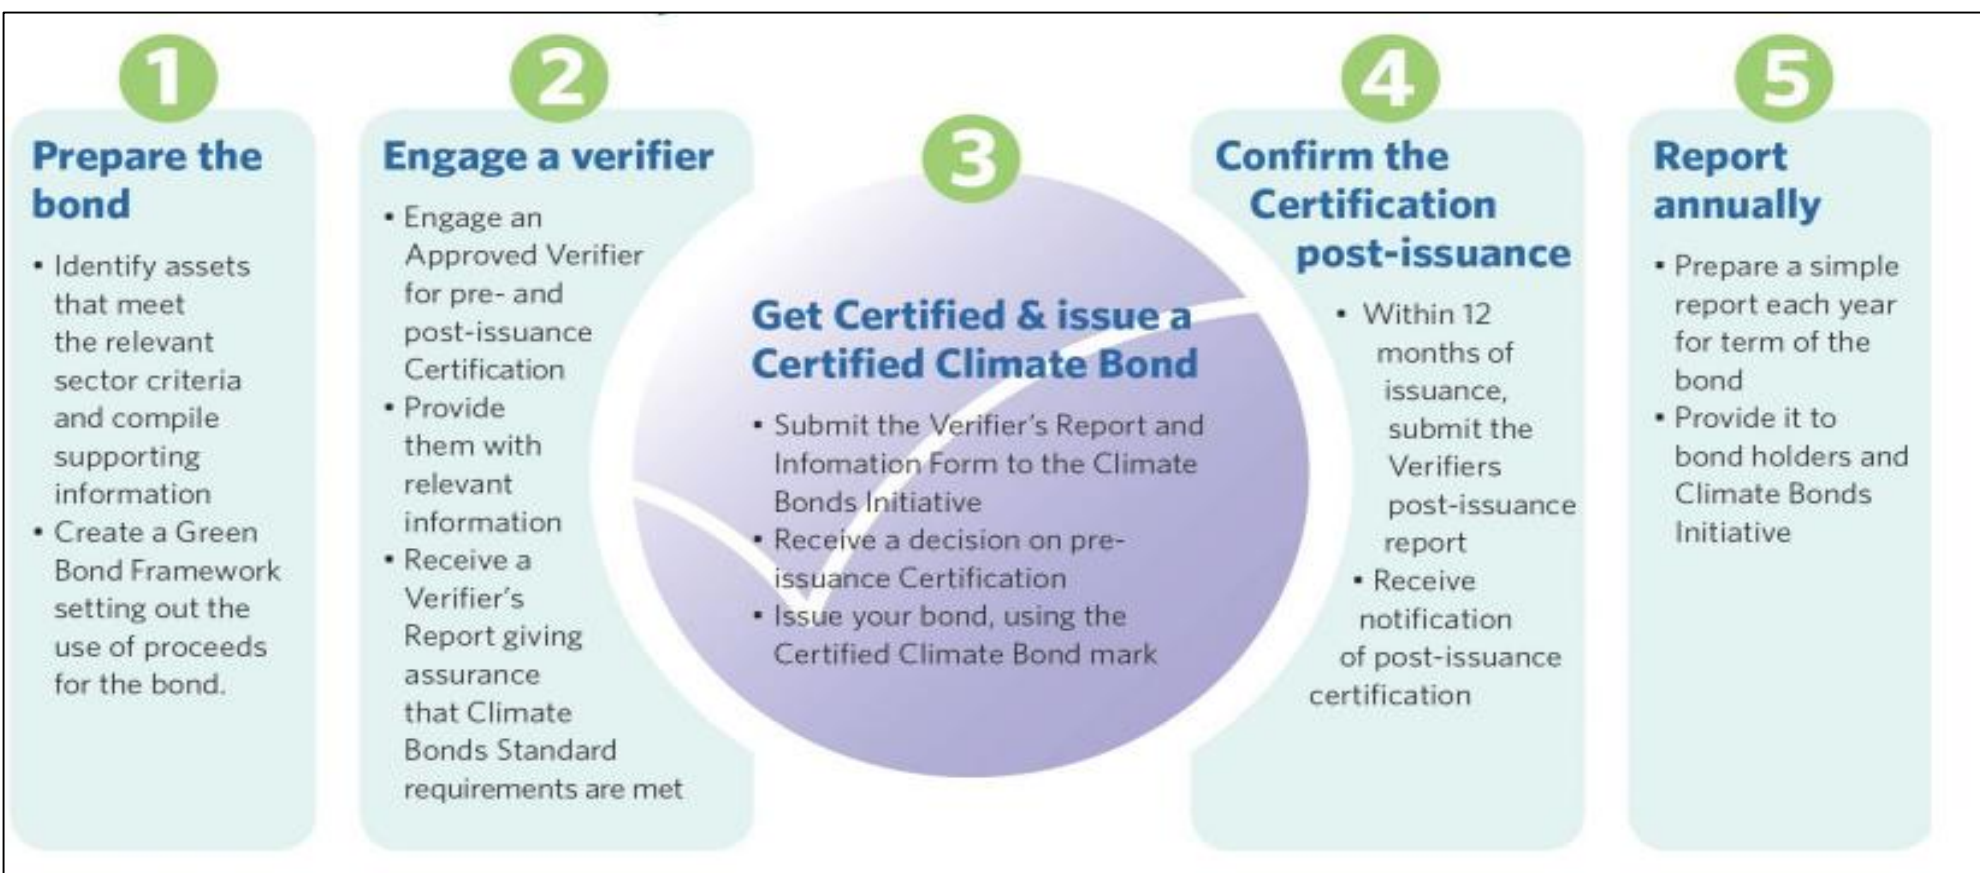 1
Prepare the
bond
▪ Identify assets
that meet
the relevant
sector criteria
and compile
supporting
information
▪ Create a Green
Bond Framework
setting out the
use of proceeds
for the bond.
2
Engage a verifier
▪ Engage an
Approved Verifier
for pre- and
post-issuance
Certification
▪ Provide
them with
relevant
information
▪ Receive a
Verifier's
Report giving
assurance
that Climate
Bonds Standard
requirements are met
3
Get Certified & issue a
Certified Climate Bond
▪ Submit the Verifier's Report and
Infomation Form to the Climate
Bonds Initiative
▪ Receive a decision on pre-
issuance Certification
▪ Issue your bond, using the
Certified Climate Bond mark
4
Confirm the
Certification
post-issuance
▪ Within 12
months of
issuance,
submit the
Verifiers
post-issuance
report
▪ Receive
notification
of post-issuance
certification
5
Report
annually
▪ Prepare a simple
report each year
for term of the
bond
▪ Provide it to
bond holders and
Climate Bonds
Initiative